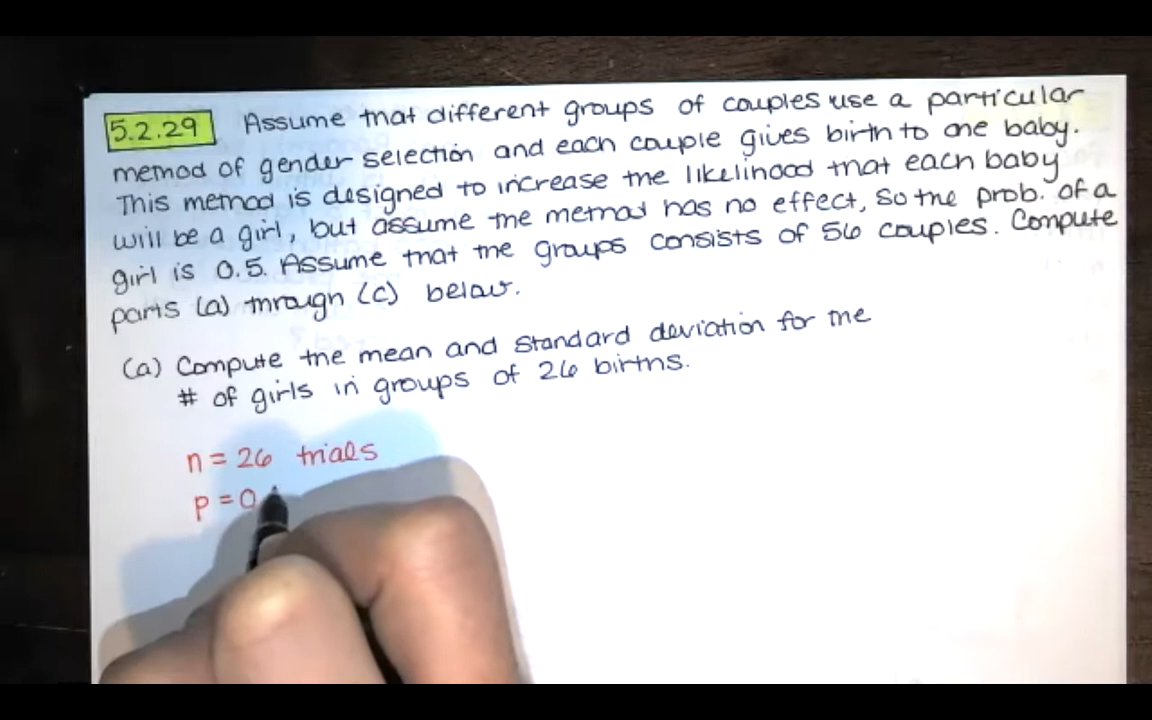 5.2.29 Assume that different groups of couples use a particular
method of gender selection and each couple gives birth to one baby.
This method is designed to increase the likelihood that each baby
will be a girl, but assume the method has no effect, so the prob. of a
girl is 0.5. Assume that the groups consists of 56 couples. Compute
parts (a) through (c) below.
(a) Compute the mean and standard deviation for the
# of girls in groups of 26 births.
n = 26 trials
p = 0